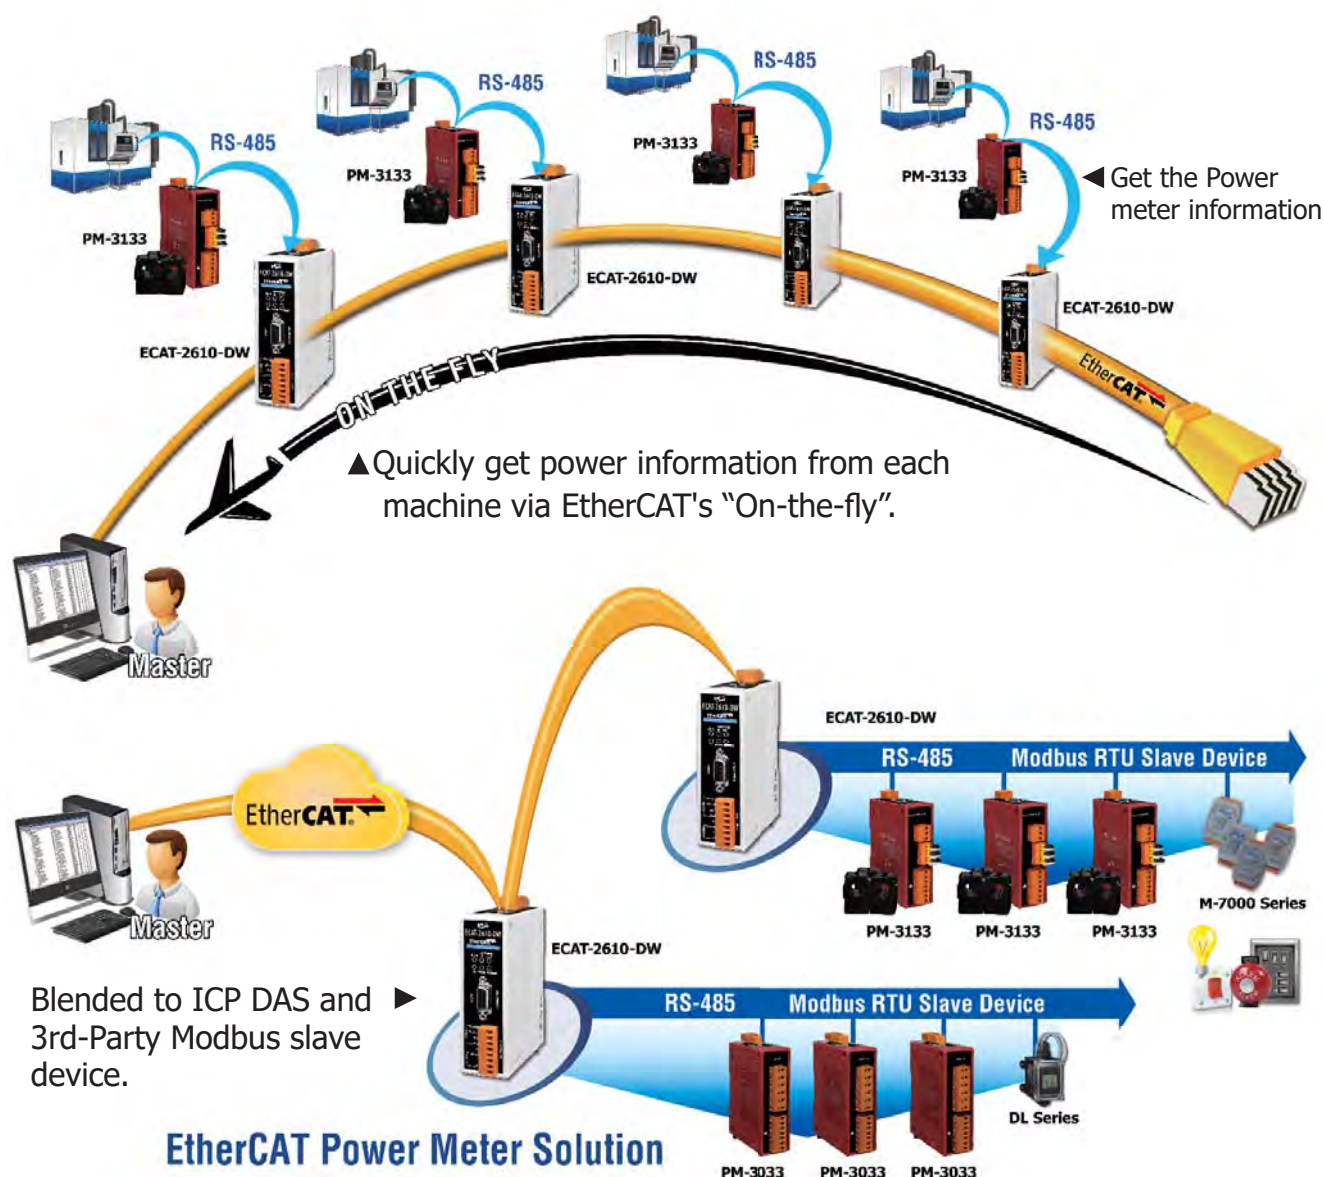 RS-485
RS-485
RS-485
RS-485
PM-3133
PM-3133
PM-3133
PM-3133
◀ Get the Power
meter information
ECAT-2610-DW
ECAT-2610-DW
ECAT-2610-DW
EtherCAT®
ON THE FLY
▲ Quickly get power information from each
machine via EtherCAT's “On-the-fly”.
Master
ECAT-2610-DW
RS-485 Modbus RTU Slave Device
EtherCAT®
PM-3133 PM-3133 PM-3133
M-7000 Series
Master
ECAT-2610-DW
Blended to ICP DAS and ▶
3rd-Party Modbus slave
device.
RS-485 Modbus RTU Slave Device
DL Series
PM-3033 PM-3033 PM-3033
EtherCAT Power Meter Solution